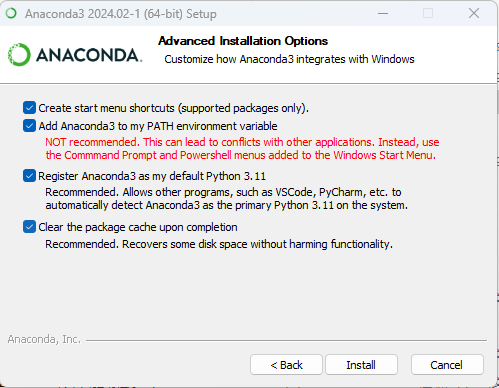 Anaconda3 2024.02-1 (64-bit) Setup
ANACONDA.
Advanced Installation Options
Customize how Anaconda3 integrates with Windows
Create start menu shortcuts (supported packages only).
Add Anaconda3 to my PATH environment variable
NOT recommended. This can lead to conflicts with other applications. Instead, use
the Commmand Prompt and Powershell menus added to the Windows Start Menu.
Register Anaconda3 as my default Python 3.11
Recommended. Allows other programs, such as VSCode, PyCharm, etc. to
automatically detect Anaconda3 as the primary Python 3.11 on the system.
Clear the package cache upon completion
Recommended. Recovers some disk space without harming functionality.
Anaconda, Inc.
< Back
Install
Cancel